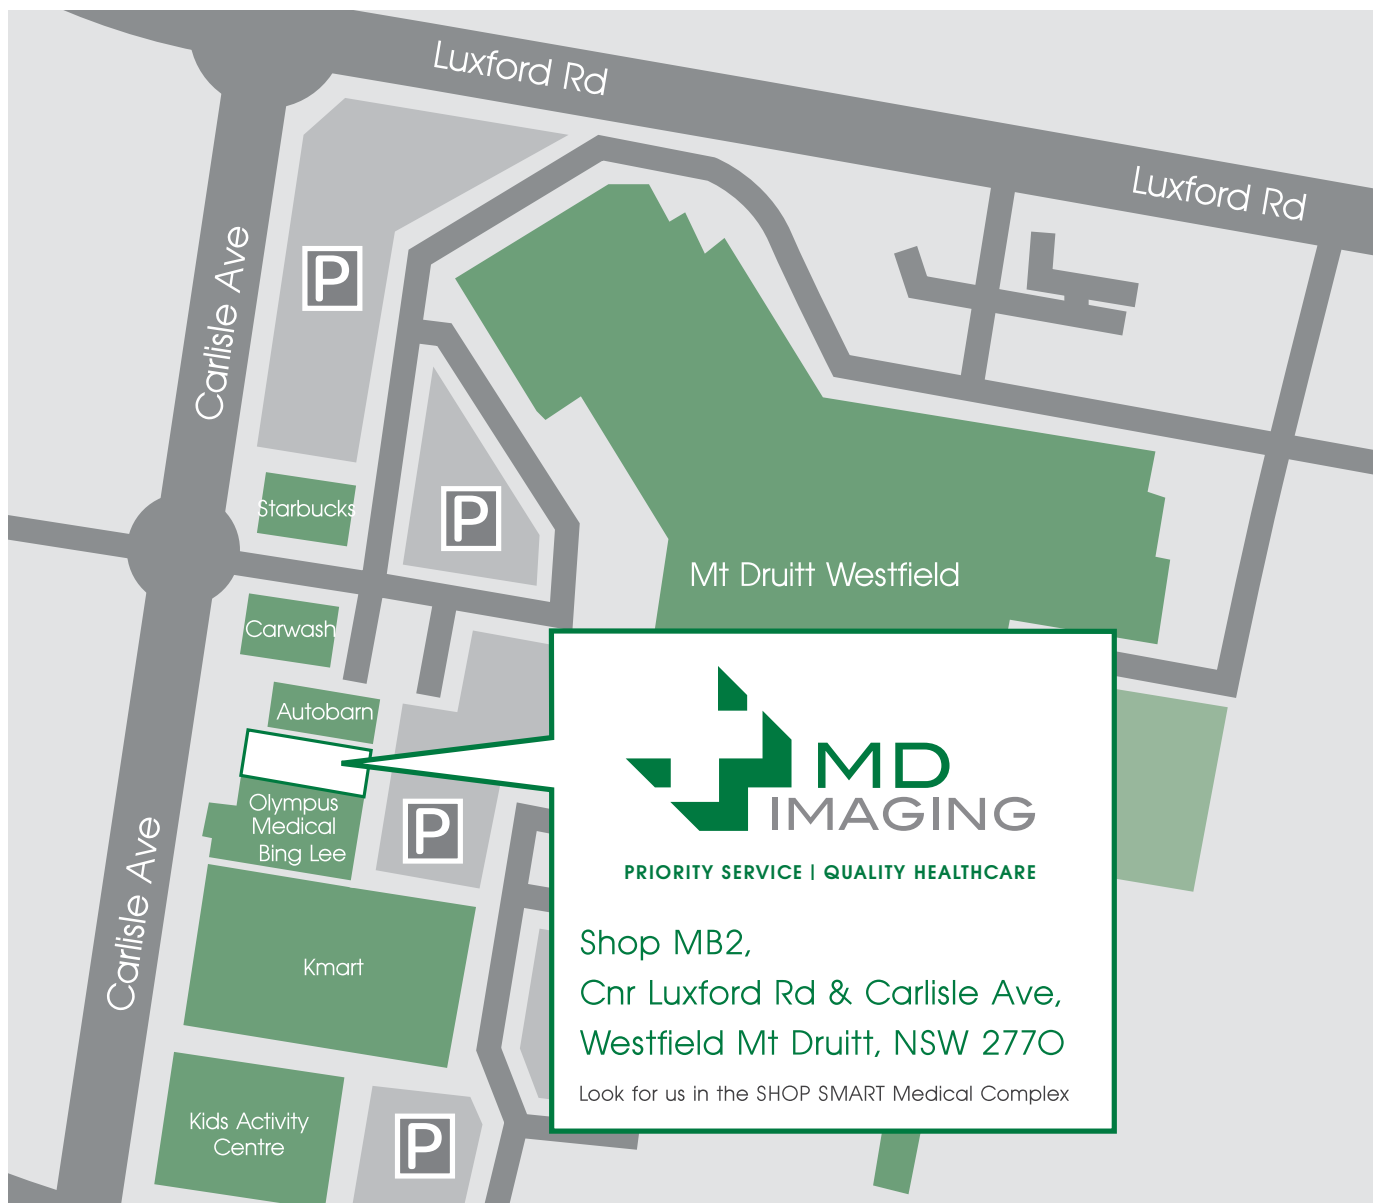 Luxford Rd
Luxford Rd
Carlisle Ave
P
Starbucks
P
Mt Druitt Westfield
Carwash
Autobarn
MD
IMAGING
Olympus
Medical
Bing Lee
P
PRIORITY SERVICE | QUALITY HEALTHCARE
Carlisle Ave
Shop MB2,
Cnr Luxford Rd & Carlisle Ave,
Westfield Mt Druitt, NSW 2770
Look for us in the SHOP SMART Medical Complex
Kmart
Kids Activity
Centre
P